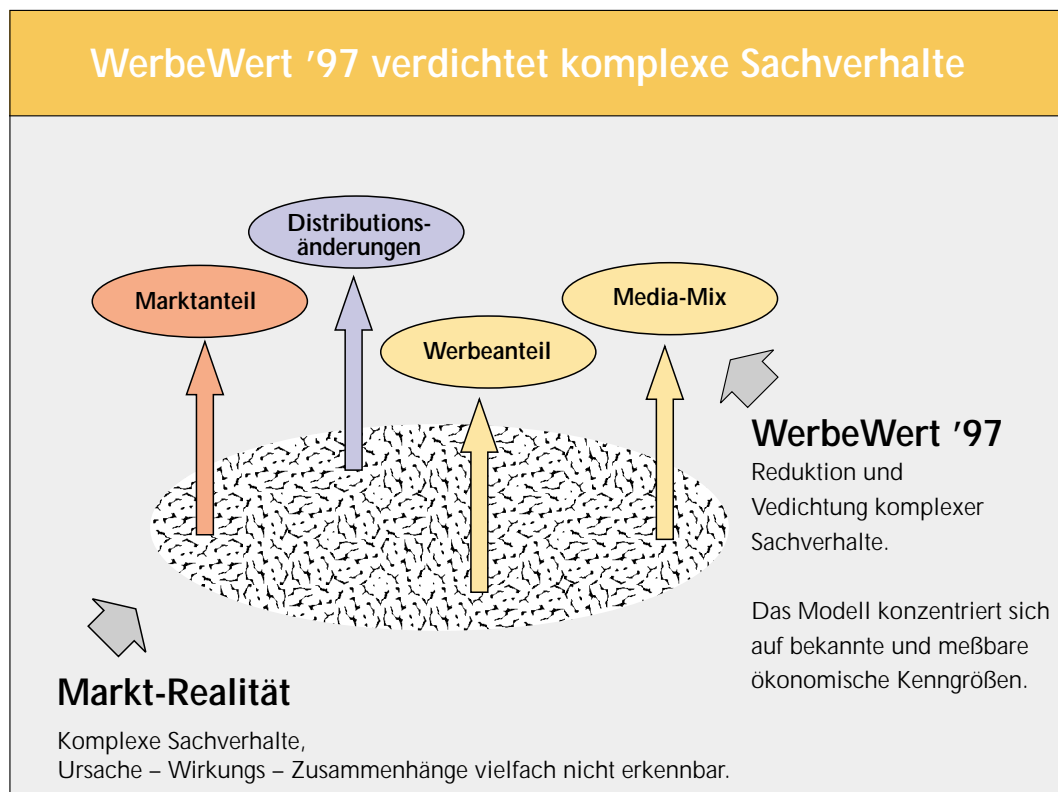 WerbeWert ’97 verdichtet komplexe Sachverhalte
Distributions-
änderungen
Marktanteil
Media-Mix
Werbeanteil
WerbeWert ’97
Reduktion und
Vedichtung komplexer
Sachverhalte.
Das Modell konzentriert sich
auf bekannte und meßbare
ökonomische Kenngrößen.
Markt-Realität
Komplexe Sachverhalte,
Ursache – Wirkungs – Zusammenhänge vielfach nicht erkennbar.